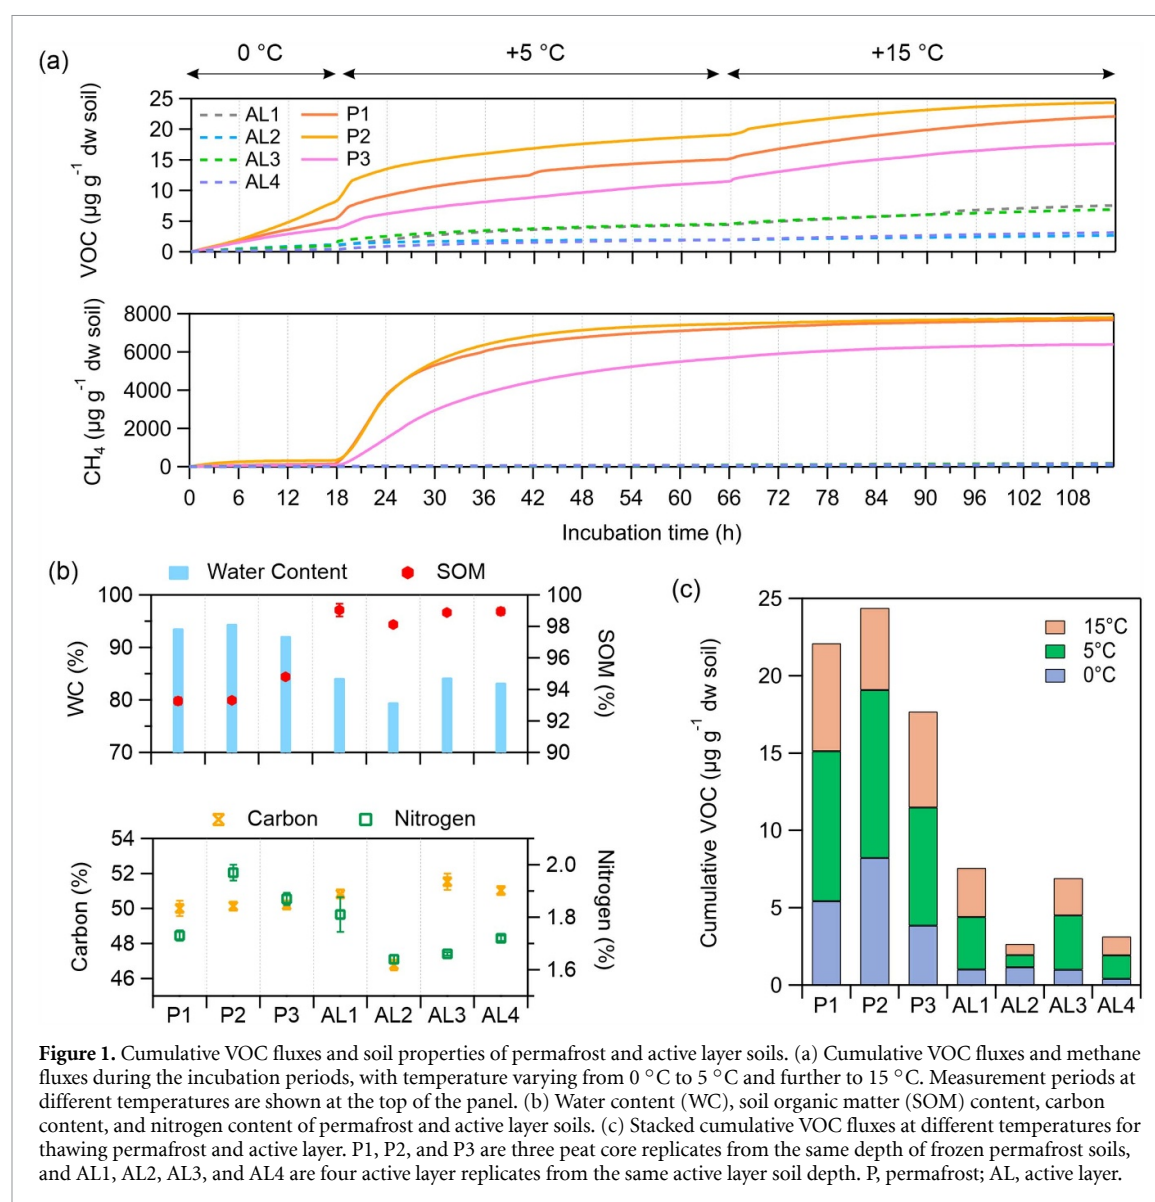 (a)
0 °C
+5 °C
+15 °C
VOC (µg g⁻¹ dw soil)
25
20
15
10
5
0
AL1
AL2
AL3
AL4
P1
P2
P3
CH₄ (µg g⁻¹ dw soil)
8000
6000
4000
2000
0
0 6 12 18 24 30 36 42 48 54 60 66 72 78 84 90 96 102 108
Incubation time (h)
(b)
Water Content SOM
WC (%)
100
90
80
70
100
98
96
94
92
90
SOM (%)
Carbon Nitrogen
Carbon (%)
54
52
50
48
46
2.0
1.8
1.6
Nitrogen (%)
P1 P2 P3 AL1 AL2 AL3 AL4
(c)
Cumulative VOC (µg g⁻¹ dw soil)
25
20
15
10
5
0
15°C
5°C
0°C
P1 P2 P3 AL1 AL2 AL3 AL4
Figure 1. Cumulative VOC fluxes and soil properties of permafrost and active layer soils. (a) Cumulative VOC fluxes and methane
fluxes during the incubation periods, with temperature varying from 0 °C to 5 °C and further to 15 °C. Measurement periods at
different temperatures are shown at the top of the panel. (b) Water content (WC), soil organic matter (SOM) content, carbon
content, and nitrogen content of permafrost and active layer soils. (c) Stacked cumulative VOC fluxes at different temperatures for
thawing permafrost and active layer. P1, P2, and P3 are three peat core replicates from the same depth of frozen permafrost soils,
and AL1, AL2, AL3, and AL4 are four active layer replicates from the same active layer soil depth. P, permafrost; AL, active layer.